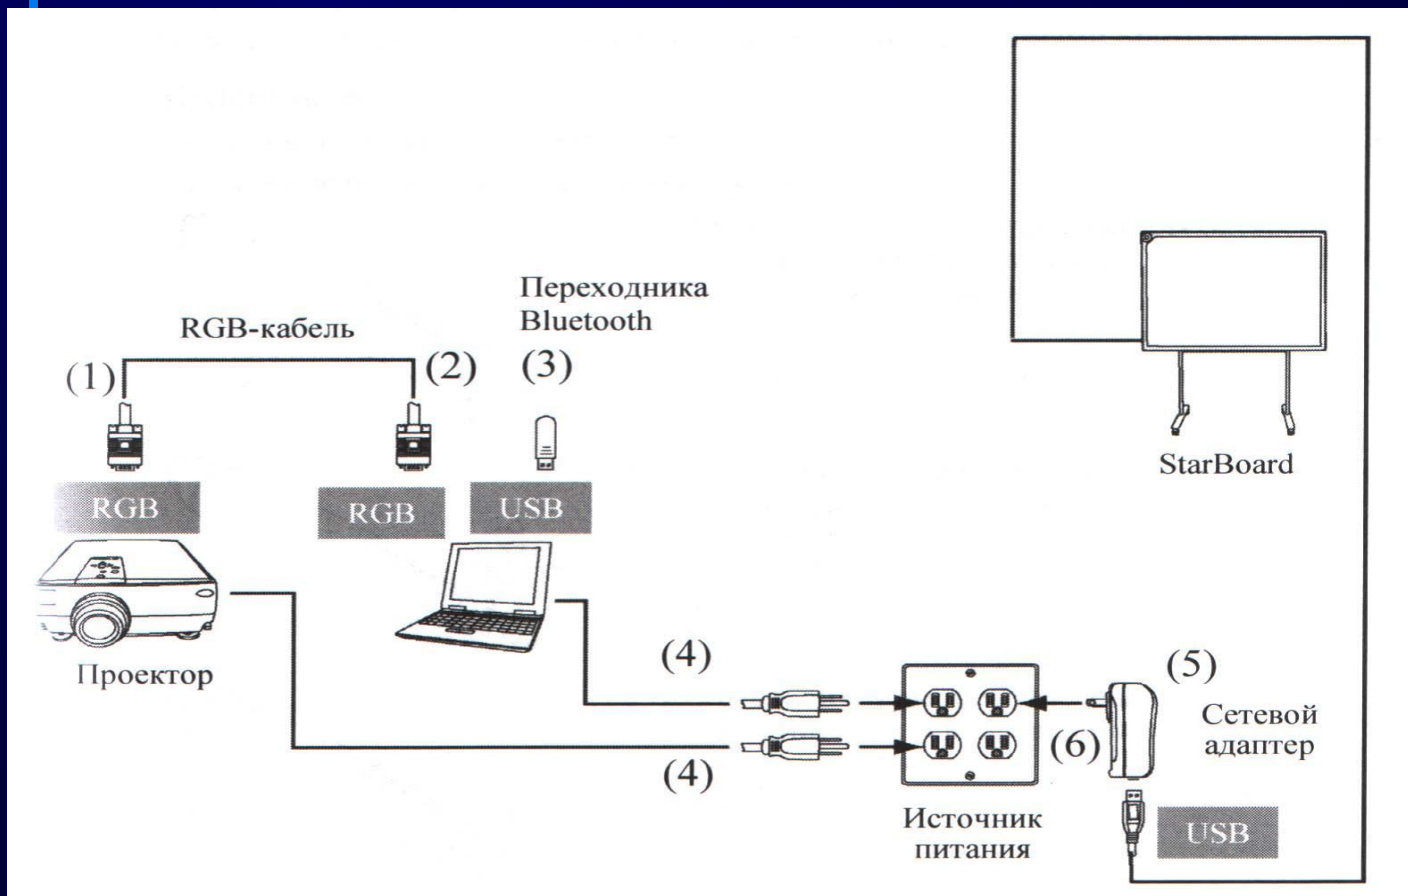 Переходника
Bluetooth
RGB-кабель
(1)
(2)
(3)
RGB
RGB
USB
StarBoard
Проектор
(4)
(4)
(5)
Сетевой
адаптер
(6)
Источник
питания
USB